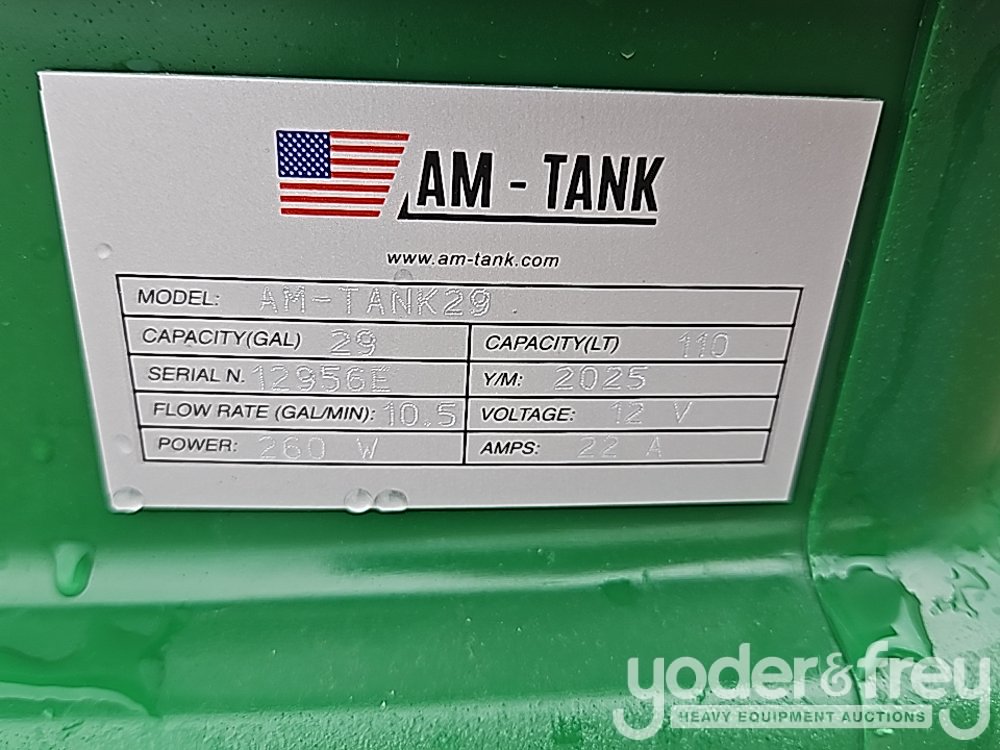 AM - TANK
www.am-tank.com
MODEL: AM-TANK29
CAPACITY(GAL) 29 CAPACITY(LT) 110
SERIAL N. 12956E Y/M: 2025
FLOW RATE (GAL/MIN): 10.5 VOLTAGE: 12 V
POWER: 260 W AMPS: 22 A
yoder&frey
HEAVY EQUIPMENT AUCTIONS